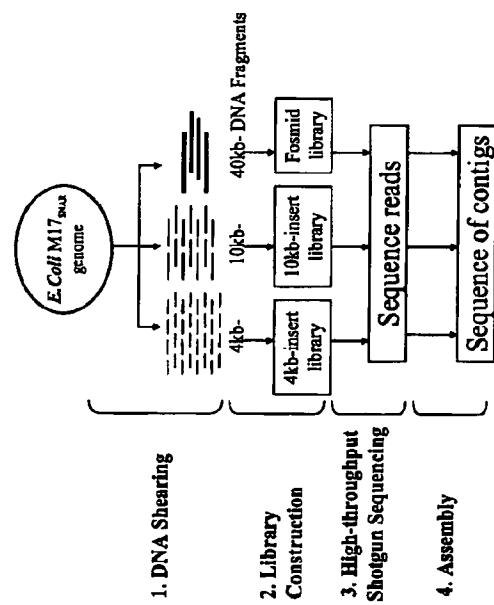 E.Coli M17SNAR
genome
1. DNA Shearing
4kb- 10kb- 40kb- DNA Fragments
2. Library
Construction
4kb-insert
library
10kb-insert
library
Fosmid
library
3. High-throughput
Shotgun Sequencing
Sequence reads
4. Assembly
Sequence of contigs